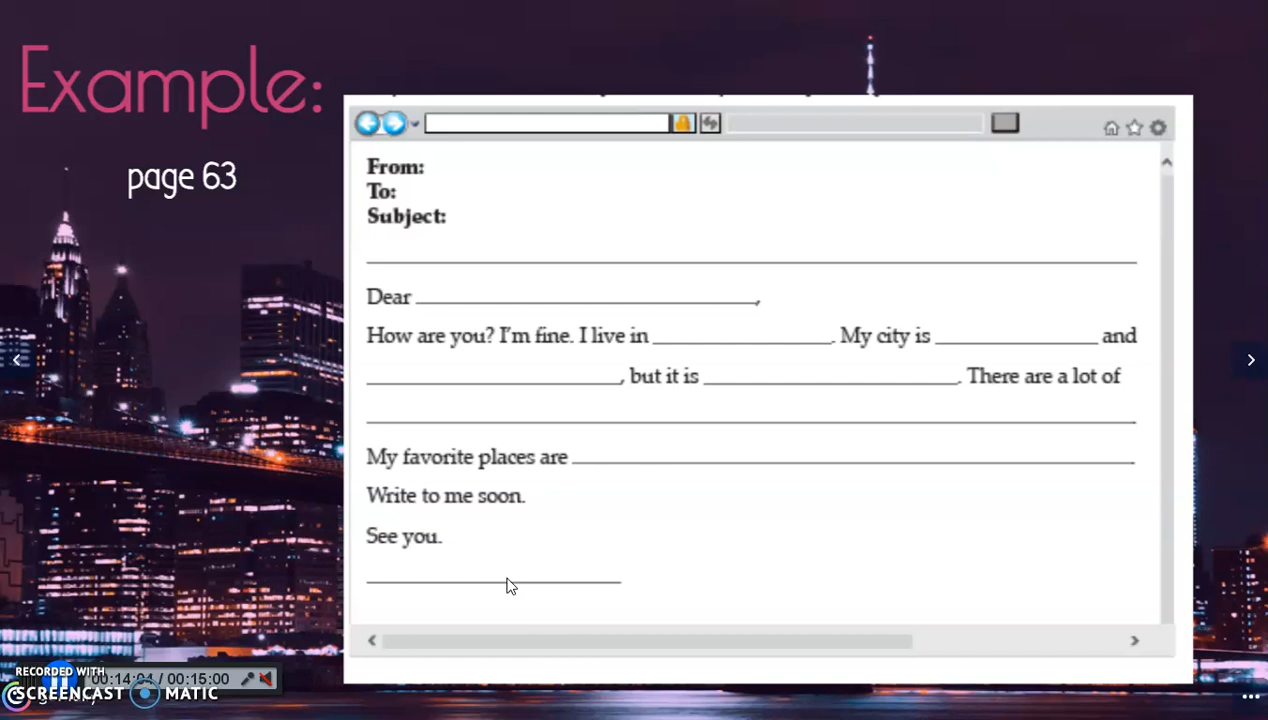 Example:
page 63
From:
To:
Subject:
Dear ,
How are you? I'm fine. I live in . My city is and
, but it is . There are a lot of
My favorite places are
Write to me soon.
See you.
RECORDED WITH
00:14:04 / 00:15:00
SCREENCAST MATIC